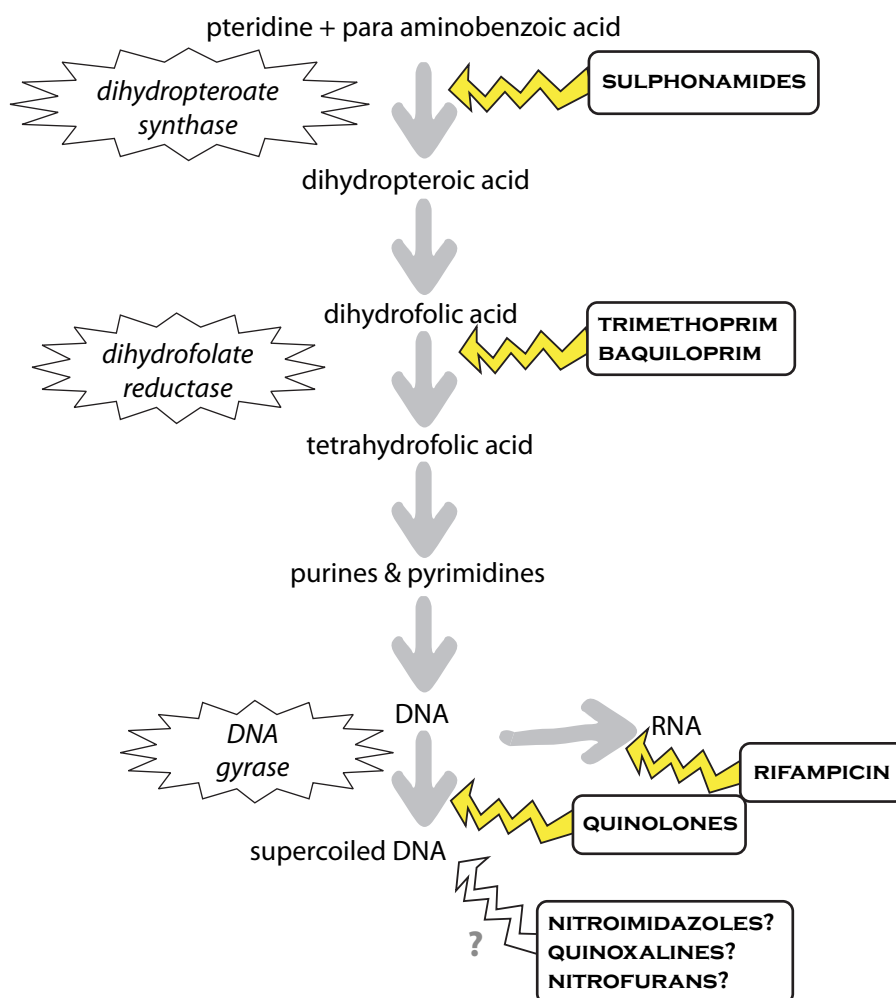 pteridine + para aminobenzoic acid
dihydropteroate
synthase
SULPHONAMIDES
dihydropteroic acid
dihydrofolic acid
dihydrofolate
reductase
TRIMETHOPRIM
BAQUILOPRIM
tetrahydrofolic acid
purines & pyrimidines
DNA
gyrase
DNA
RNA
RIFAMPICIN
QUINOLONES
supercoiled DNA
?
NITROIMIDAZOLES?
QUINOXALINES?
NITROFURANS?